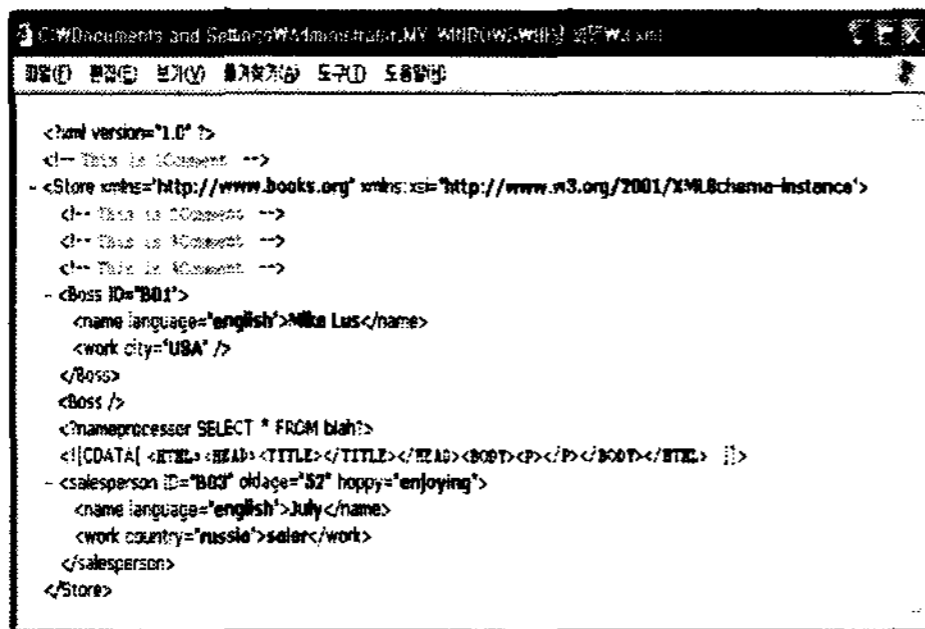 C:₩Documents and Settings₩Administrator.MY W3.xml
파일(F) 편집(E) 보기(V) 즐겨찾기(A) 도구(T) 도움말(H)
<?xml version="1.0" ?>
<!-- This is 1Comment -->
- <Store xmlns="http://www.books.org" xmlns:xsi="http://www.w3.org/2001/XMLSchema-instance">
<!-- This is 2Comment -->
<!-- This is 3Comment -->
<!-- This is Comment -->
- <Boss ID="B01">
<name language="english">Mike Lus</name>
<work city="USA" />
</Boss>
<Boss />
<?nameprocessor SELECT * FROM blah?>
<![CDATA[ <HTML><HEAD><TITLE></TITLE></HEAD><BODY><P></P></BODY></HTML> ]]>
- <salesperson ID="B03" oldage="52" hoppy="enjoying">
<name language="english">July</name>
<work country="russia">saler</work>
</salesperson>
</Store>